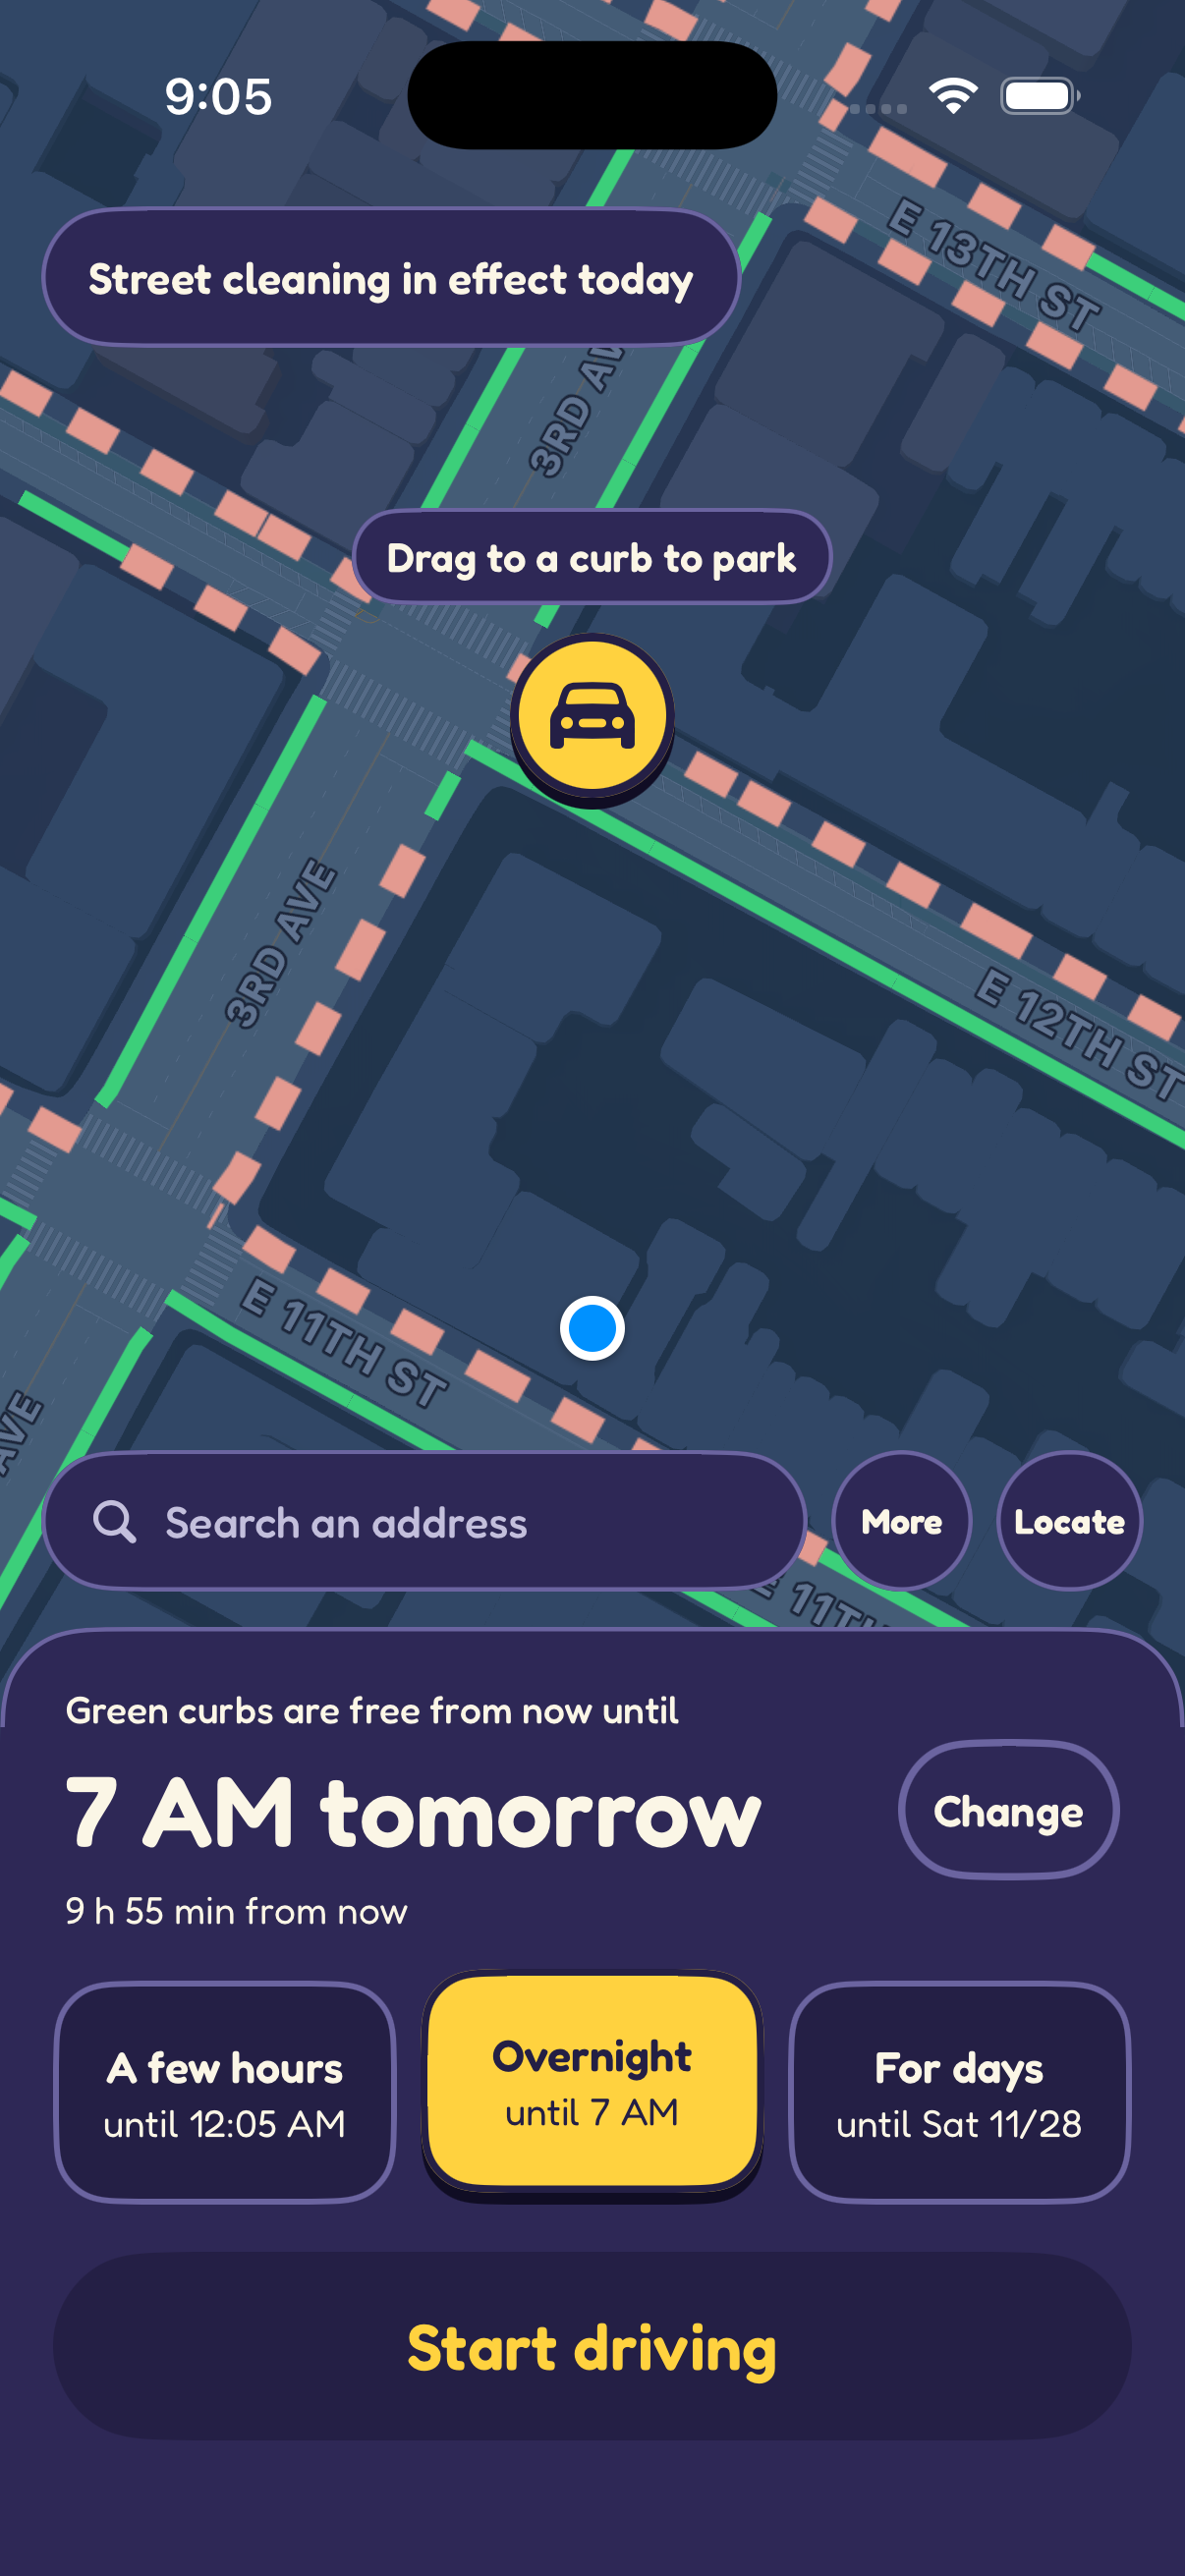 9:05
E 13TH ST
Street cleaning in effect today
3RD AV
Drag to a curb to park
3RD AVE
E 12TH ST
E 11TH ST
AVE
Search an address
More
Locate
E 11TH
Green curbs are free from now until
7 AM tomorrow
Change
9 h 55 min from now
A few hours
until 12:05 AM
Overnight
until 7 AM
For days
until Sat 11/28
Start driving